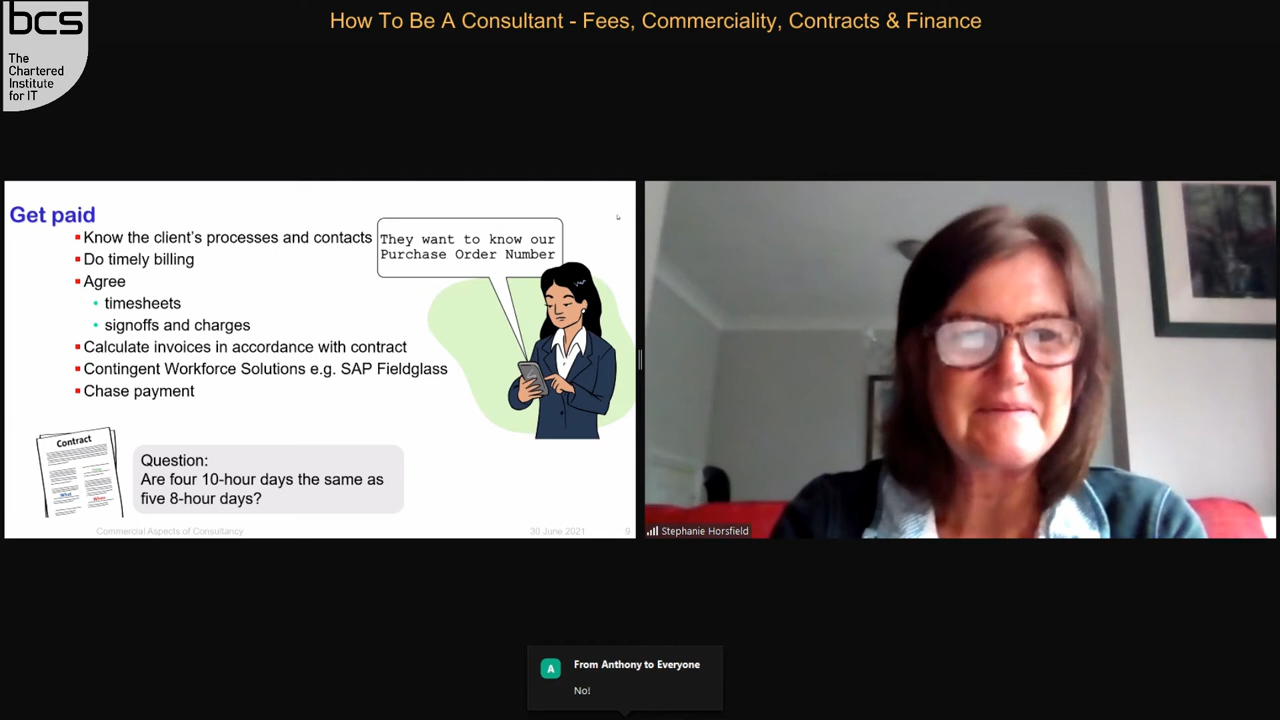 bcs
The
Chartered
Institute
for IT
How To Be A Consultant - Fees, Commerciality, Contracts & Finance
Get paid
Know the client's processes and contacts
Do timely billing
Agree
timesheets
signoffs and charges
Calculate invoices in accordance with contract
Contingent Workforce Solutions e.g. SAP Fieldglass
Chase payment
They want to know our
Purchase Order Number
Contract
What
When
Question:
Are four 10-hour days the same as
five 8-hour days?
Commercial Aspects of Consultancy
30 June 2021
9
Stephanie Horsfield
A
From Anthony to Everyone
No!